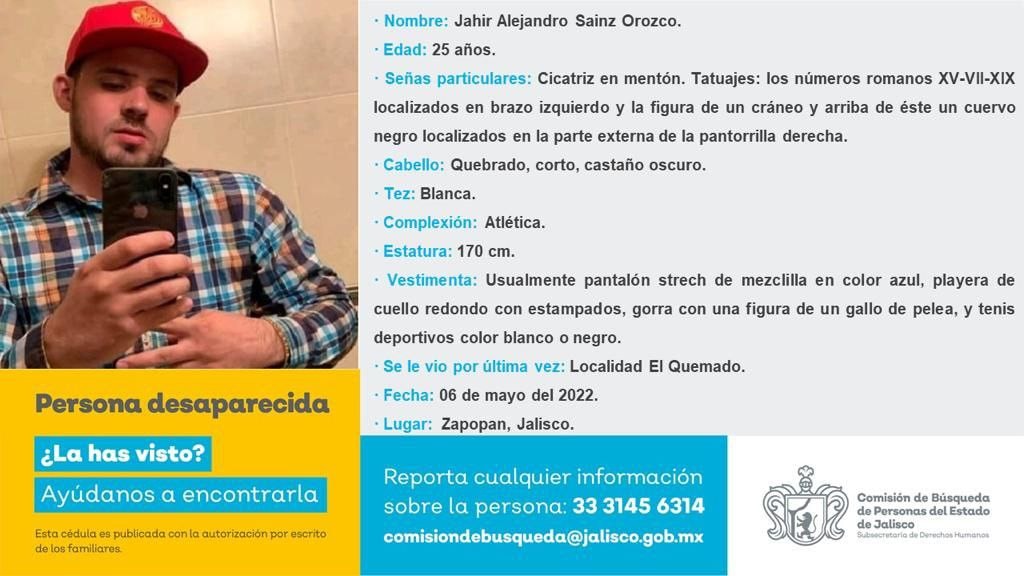 · Nombre: Jahir Alejandro Sainz Orozco.
· Edad: 25 años.
· Señas particulares: Cicatriz en mentón. Tatuajes: los números romanos XV-VII-XIX
localizados en brazo izquierdo y la figura de un cráneo y arriba de éste un cuervo
negro localizados en la parte externa de la pantorrilla derecha.
· Cabello: Quebrado, corto, castaño oscuro.
· Tez: Blanca.
· Complexión: Atlética.
· Estatura: 170 cm.
· Vestimenta: Usualmente pantalón strech de mezclilla en color azul, playera de
cuello redondo con estampados, gorra con una figura de un gallo de pelea, y tenis
deportivos color blanco o negro.
· Se le vio por última vez: Localidad El Quemado.
· Fecha: 06 de mayo del 2022.
· Lugar: Zapopan, Jalisco.
Persona desaparecida
¿La has visto?
Ayúdanos a encontrarla
Esta cédula es publicada con la autorización por escrito
de los familiares.
Reporta cualquier información
sobre la persona: 33 3145 6314
comisiondebusqueda@jalisco.gob.mx
Comisión de Búsqueda
de Personas del Estado
de Jalisco
Subsecretaría de Derechos Humanos